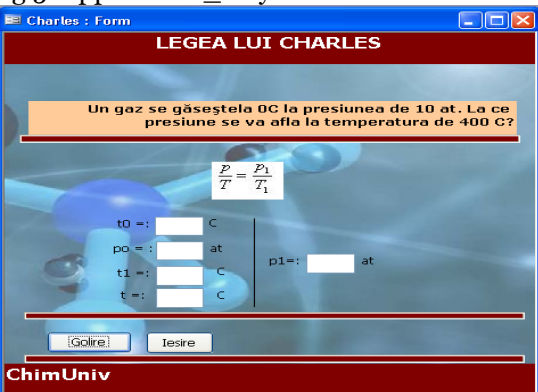 Charles : Form
LEGEA LUI CHARLES
Un gaz se găseştela 0C la presiunea de 10 at. La ce
presiune se va afla la temperatura de 400 C?
p/T = p₁/T₁
t0 =: C
po = : at
t1 =: C
t =: C
p1=: at
Golire Iesire
ChimUniv